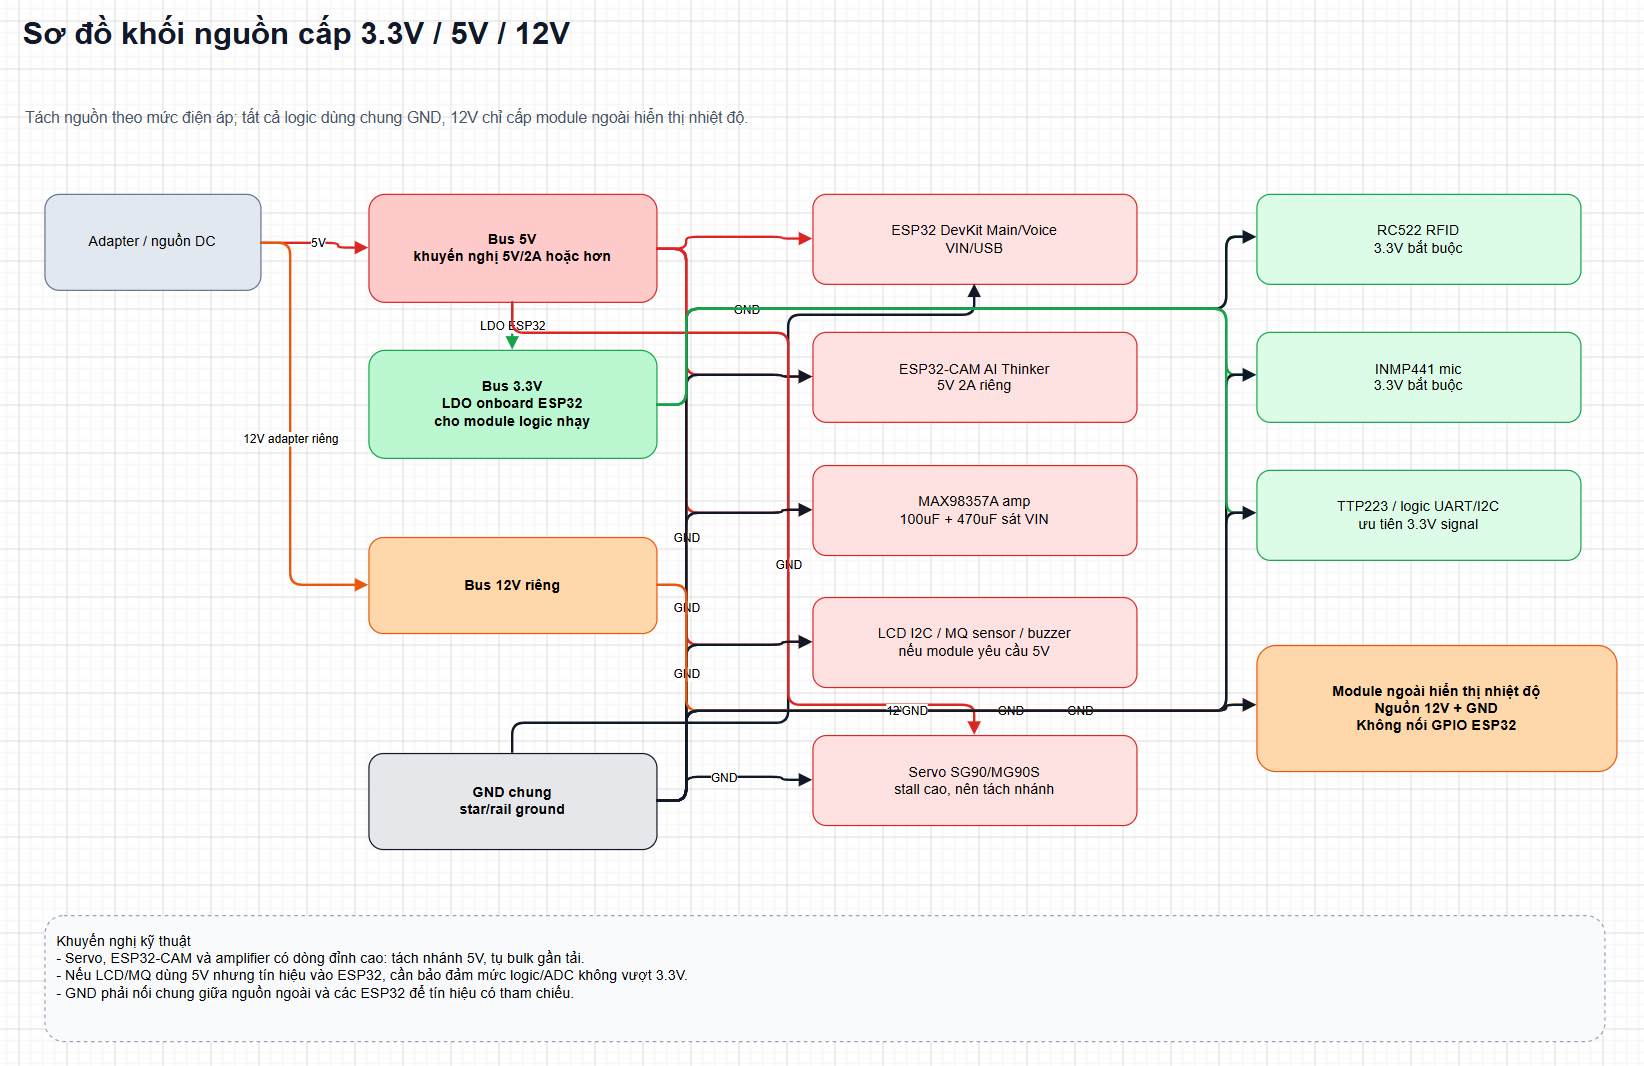 Sơ đồ khối nguồn cấp 3.3V / 5V / 12V
Tách nguồn theo mức điện áp; tất cả logic dùng chung GND, 12V chỉ cấp module ngoài hiển thị nhiệt độ.
Adapter / nguồn DC
5V
Bus 5V
khuyến nghị 5V/2A hoặc hơn
ESP32 DevKit Main/Voice
VIN/USB
RC522 RFID
3.3V bắt buộc
GND
LDO ESP32
Bus 3.3V
LDO onboard ESP32
cho module logic nhạy
ESP32-CAM AI Thinker
5V 2A riêng
INMP441 mic
3.3V bắt buộc
12V adapter riêng
MAX98357A amp
100uF + 470uF sát VIN
TTP223 / logic UART/I2C
ưu tiên 3.3V signal
GND
GND
Bus 12V riêng
GND
LCD I2C / MQ sensor / buzzer
nếu module yêu cầu 5V
GND
GND
GND
GND
Module ngoài hiển thị nhiệt độ
Nguồn 12V + GND
Không nối GPIO ESP32
GND chung
star/rail ground
GND
Servo SG90/MG90S
stall cao, nên tách nhánh
Khuyến nghị kỹ thuật
- Servo, ESP32-CAM và amplifier có dòng đỉnh cao: tách nhánh 5V, tụ bulk gần tải.
- Nếu LCD/MQ dùng 5V nhưng tín hiệu vào ESP32, cần bảo đảm mức logic/ADC không vượt 3.3V.
- GND phải nối chung giữa nguồn ngoài và các ESP32 để tín hiệu có tham chiếu.